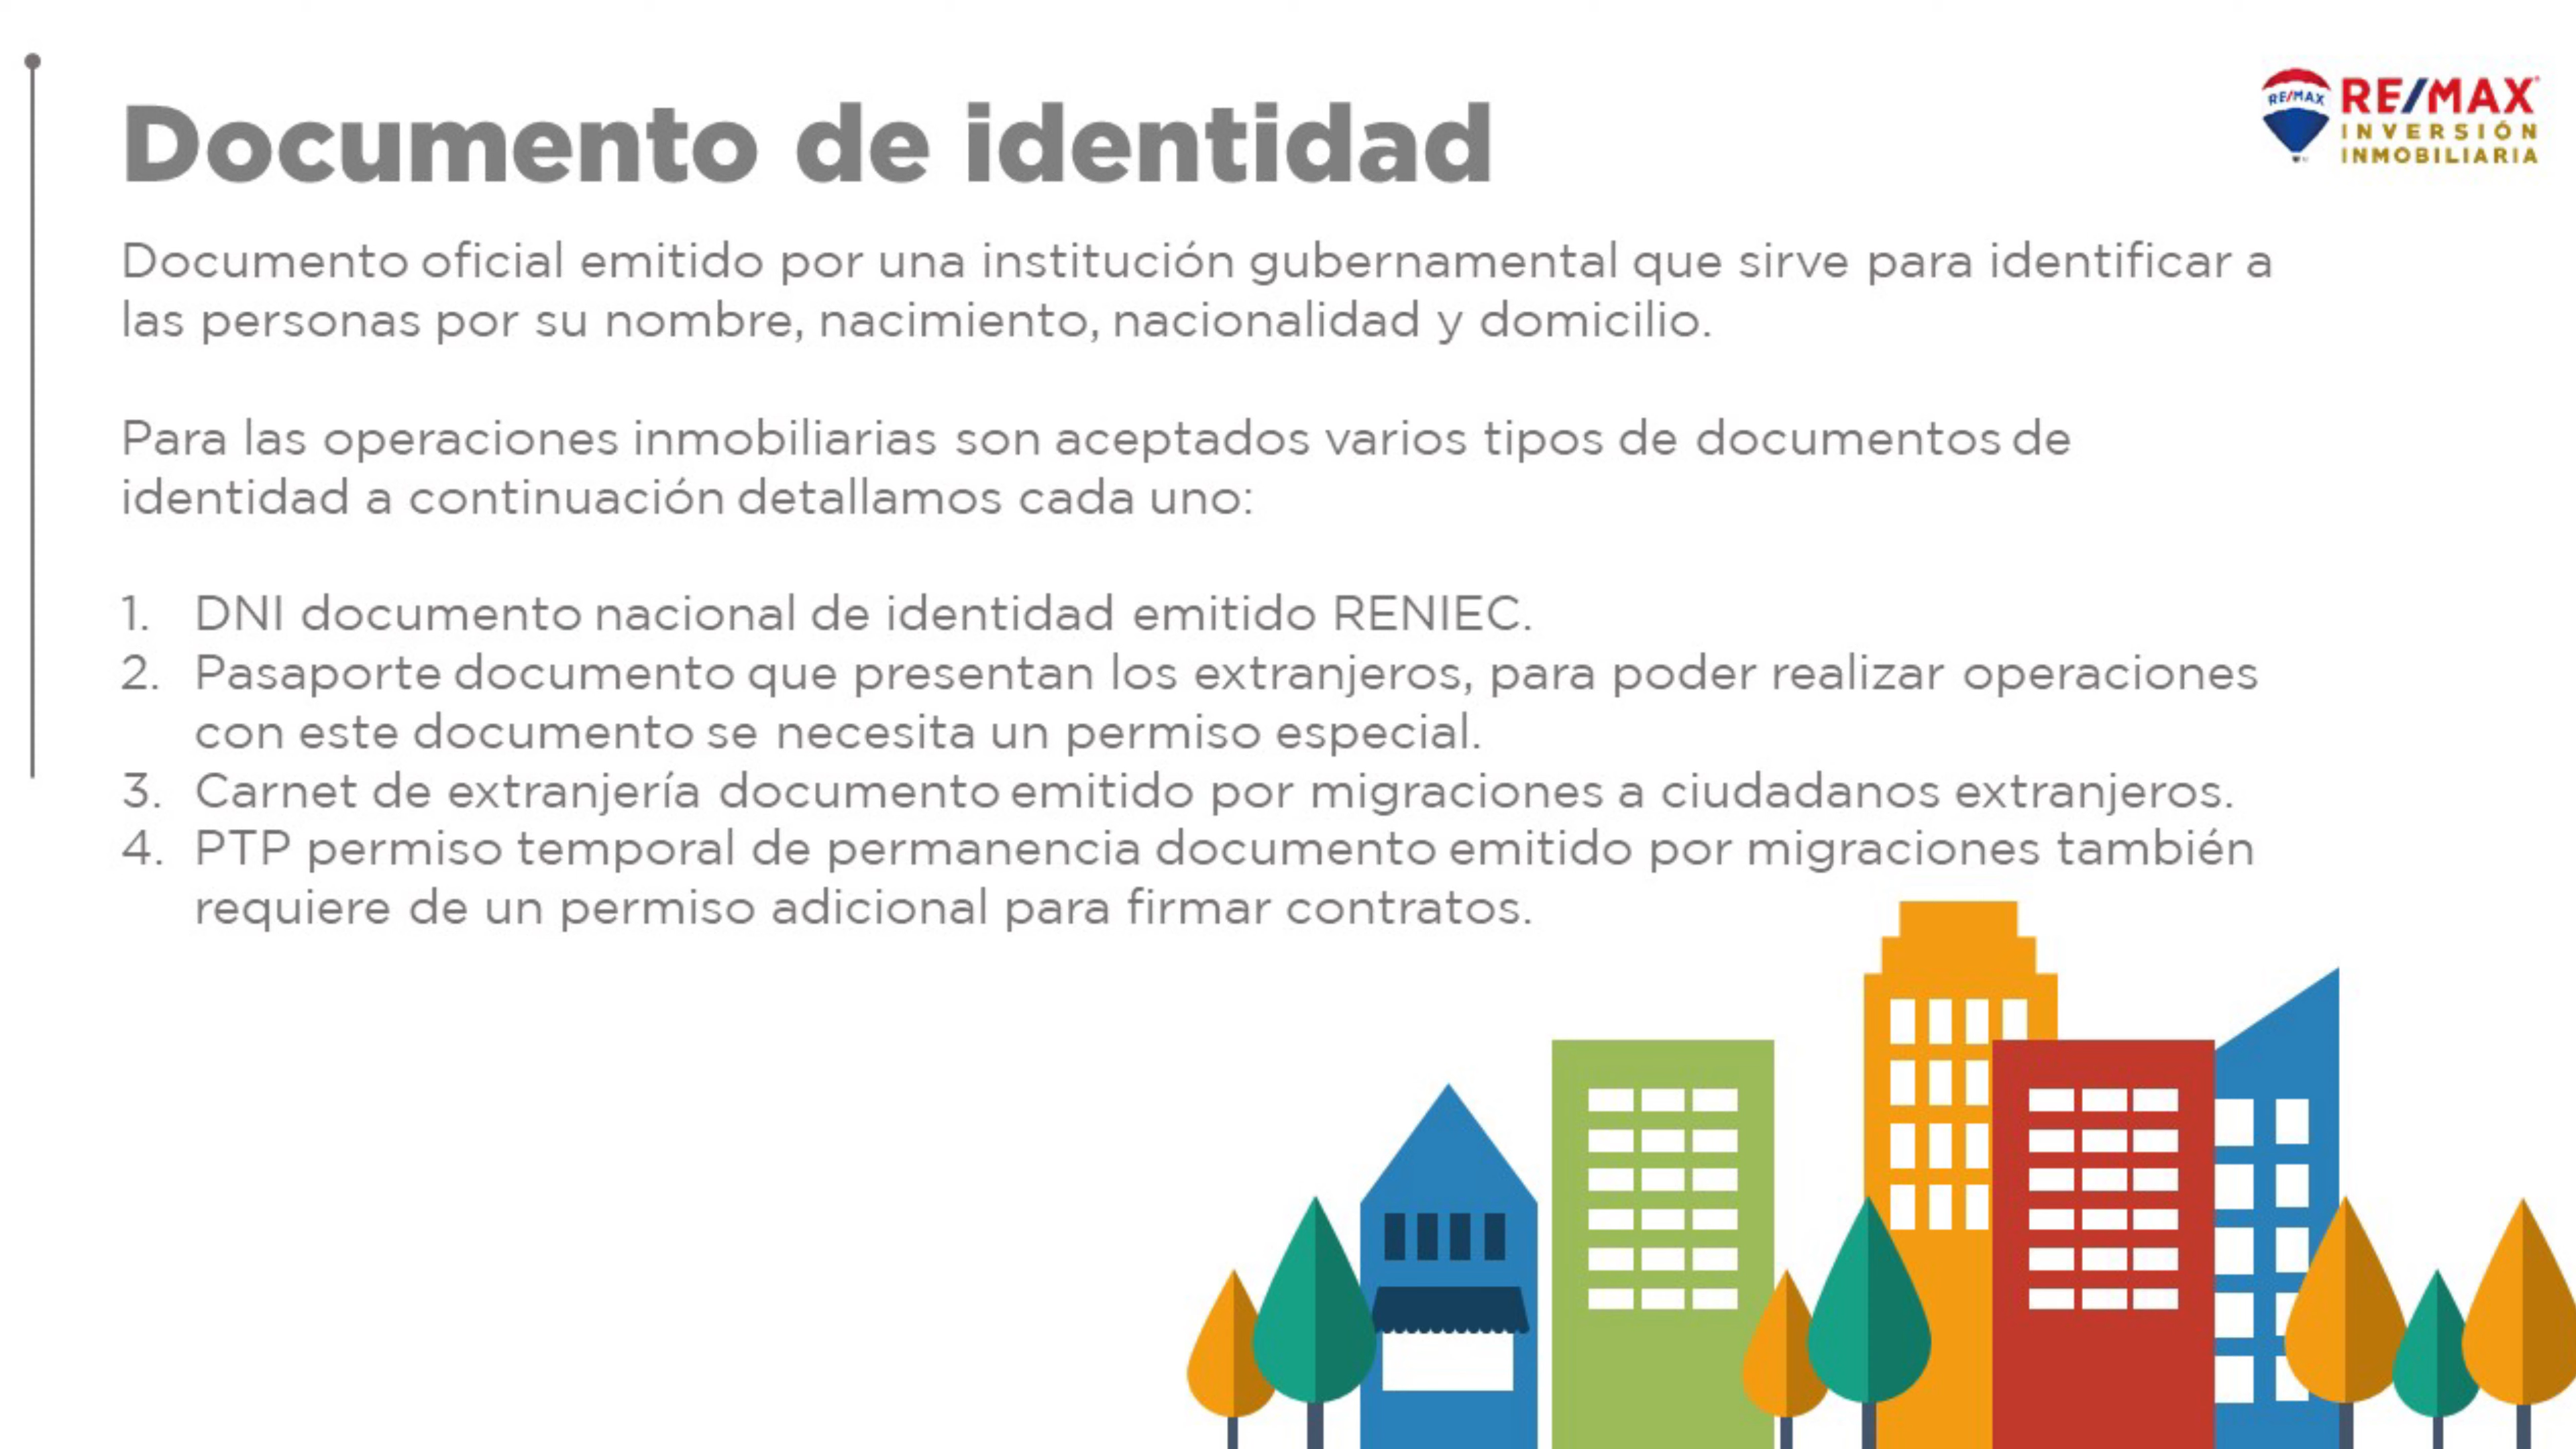 Documento de identidad
RE/MAX
RE/MAX
INVERSIÓN
INMOBILIARIA
Documento oficial emitido por una institución gubernamental que sirve para identificar a
las personas por su nombre, nacimiento, nacionalidad y domicilio.
Para las operaciones inmobiliarias son aceptados varios tipos de documentos de
identidad a continuación detallamos cada uno:
1. DNI documento nacional de identidad emitido RENIEC.
2. Pasaporte documento que presentan los extranjeros, para poder realizar operaciones
con este documento se necesita un permiso especial.
3. Carnet de extranjería documento emitido por migraciones a ciudadanos extranjeros.
4. PTP permiso temporal de permanencia documento emitido por migraciones también
requiere de un permiso adicional para firmar contratos.